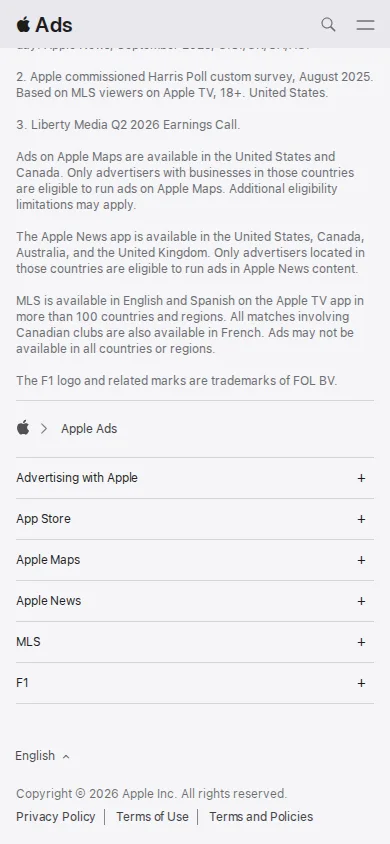 Ads
2. Apple commissioned Harris Poll custom survey, August 2025.
Based on MLS viewers on Apple TV, 18+. United States.
3. Liberty Media Q2 2026 Earnings Call.
Ads on Apple Maps are available in the United States and
Canada. Only advertisers with businesses in those countries
are eligible to run ads on Apple Maps. Additional eligibility
limitations may apply.
The Apple News app is available in the United States, Canada,
Australia, and the United Kingdom. Only advertisers located in
those countries are eligible to run ads in Apple News content.
MLS is available in English and Spanish on the Apple TV app in
more than 100 countries and regions. All matches involving
Canadian clubs are also available in French. Ads may not be
available in all countries or regions.
The F1 logo and related marks are trademarks of FOL BV.
Apple Ads
Advertising with Apple +
App Store +
Apple Maps +
Apple News +
MLS +
F1 +
English
Copyright © 2026 Apple Inc. All rights reserved.
Privacy Policy | Terms of Use | Terms and Policies